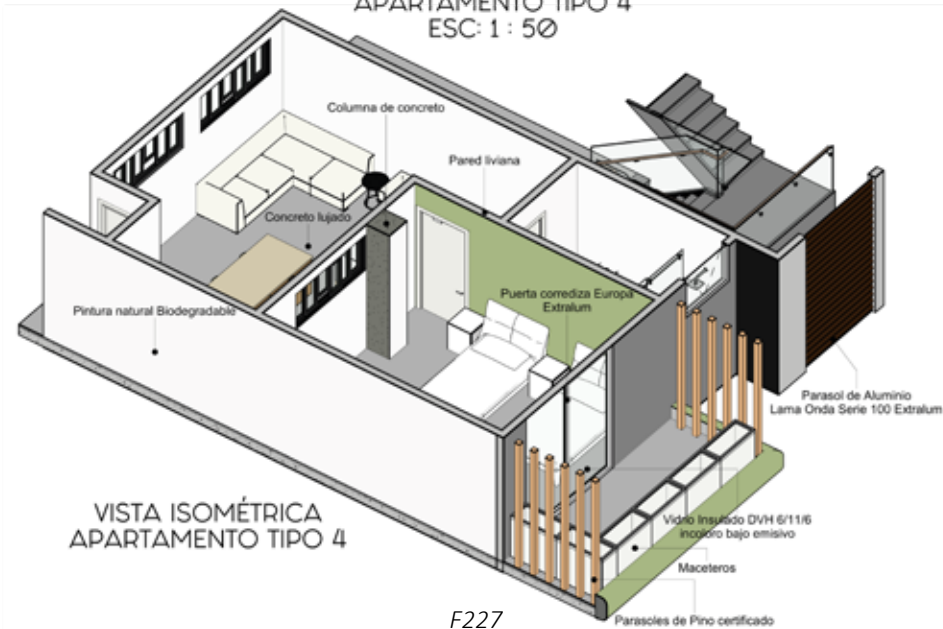 APARTAMENTO TIPO 4
ESC: 1 : 50
Columna de concreto
Pared liviana
Concreto lujado
Puerta corrediza Europa
Extralum
Pintura natural Biodegradable
Parasol de Aluminio
Lama Onda Serie 100 Extralum
VISTA ISOMÉTRICA
APARTAMENTO TIPO 4
Vidrio Insulado DVH 6/11/6
incoloro bajo emisivo
Maceteros
F227
Parasoles de Pino certificado